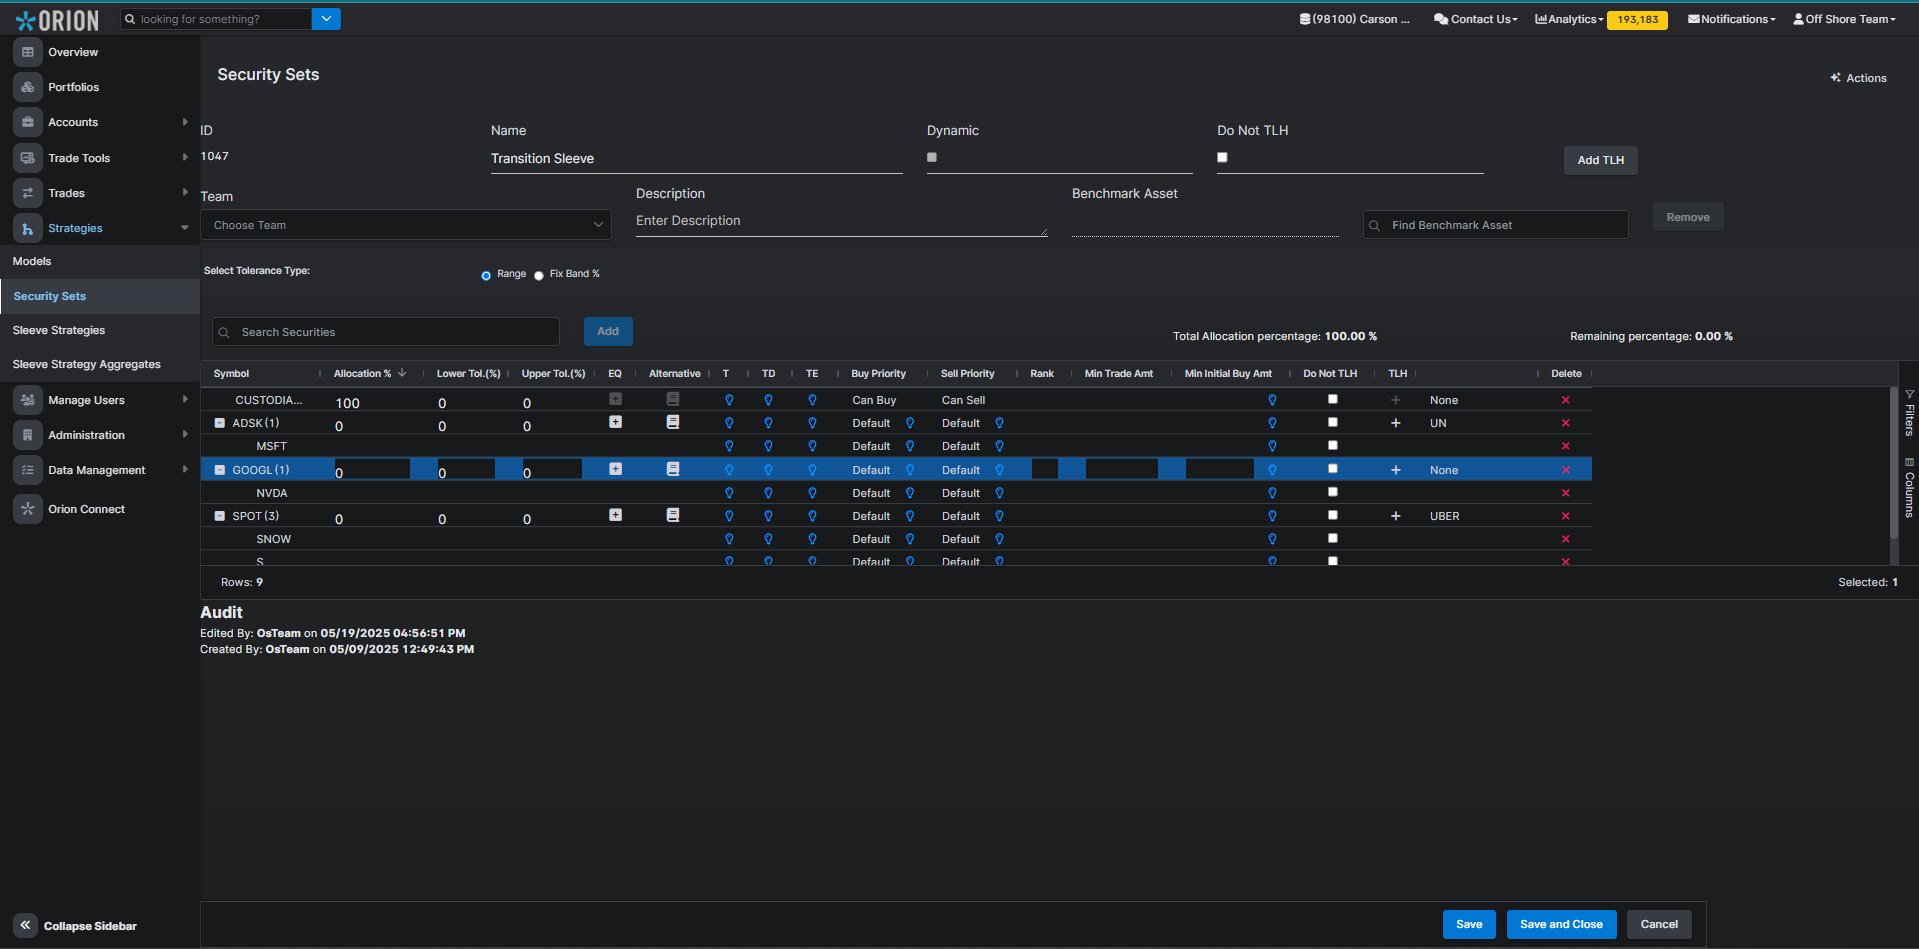 ORION
looking for something?
(98100) Carson ...
Contact Us
Analytics
193,183
Notifications
Off Shore Team
Overview
Portfolios
Accounts
Trade Tools
Trades
Strategies
Models
Security Sets
Sleeve Strategies
Sleeve Strategy Aggregates
Manage Users
Administration
Data Management
Orion Connect
Collapse Sidebar
Security Sets
Actions
ID Name Dynamic Do Not TLH
1047 Transition Sleeve Add TLH
Team Description Benchmark Asset
Choose Team Enter Description Find Benchmark Asset Remove
Select Tolerance Type: Range Fix Band %
Search Securities Add Total Allocation percentage: 100.00 % Remaining percentage: 0.00 %
Symbol Allocation % Lower Tol.(%) Upper Tol.(%) EQ Alternative T TD TE Buy Priority Sell Priority Rank Min Trade Amt Min Initial Buy Amt Do Not TLH TLH Delete
CUSTODIA... 100 0 0 Can Buy Can Sell None
ADSK (1) 0 0 0 Default Default UN
MSFT Default Default
GOOGL (1) 0 0 0 Default Default None
NVDA Default Default
SPOT (3) 0 0 0 Default Default UBER
SNOW Default Default
S Default Default
Filters
Columns
Rows: 9 Selected: 1
Audit
Edited By: OsTeam on 05/19/2025 04:56:51 PM
Created By: OsTeam on 05/09/2025 12:49:43 PM
Save Save and Close Cancel